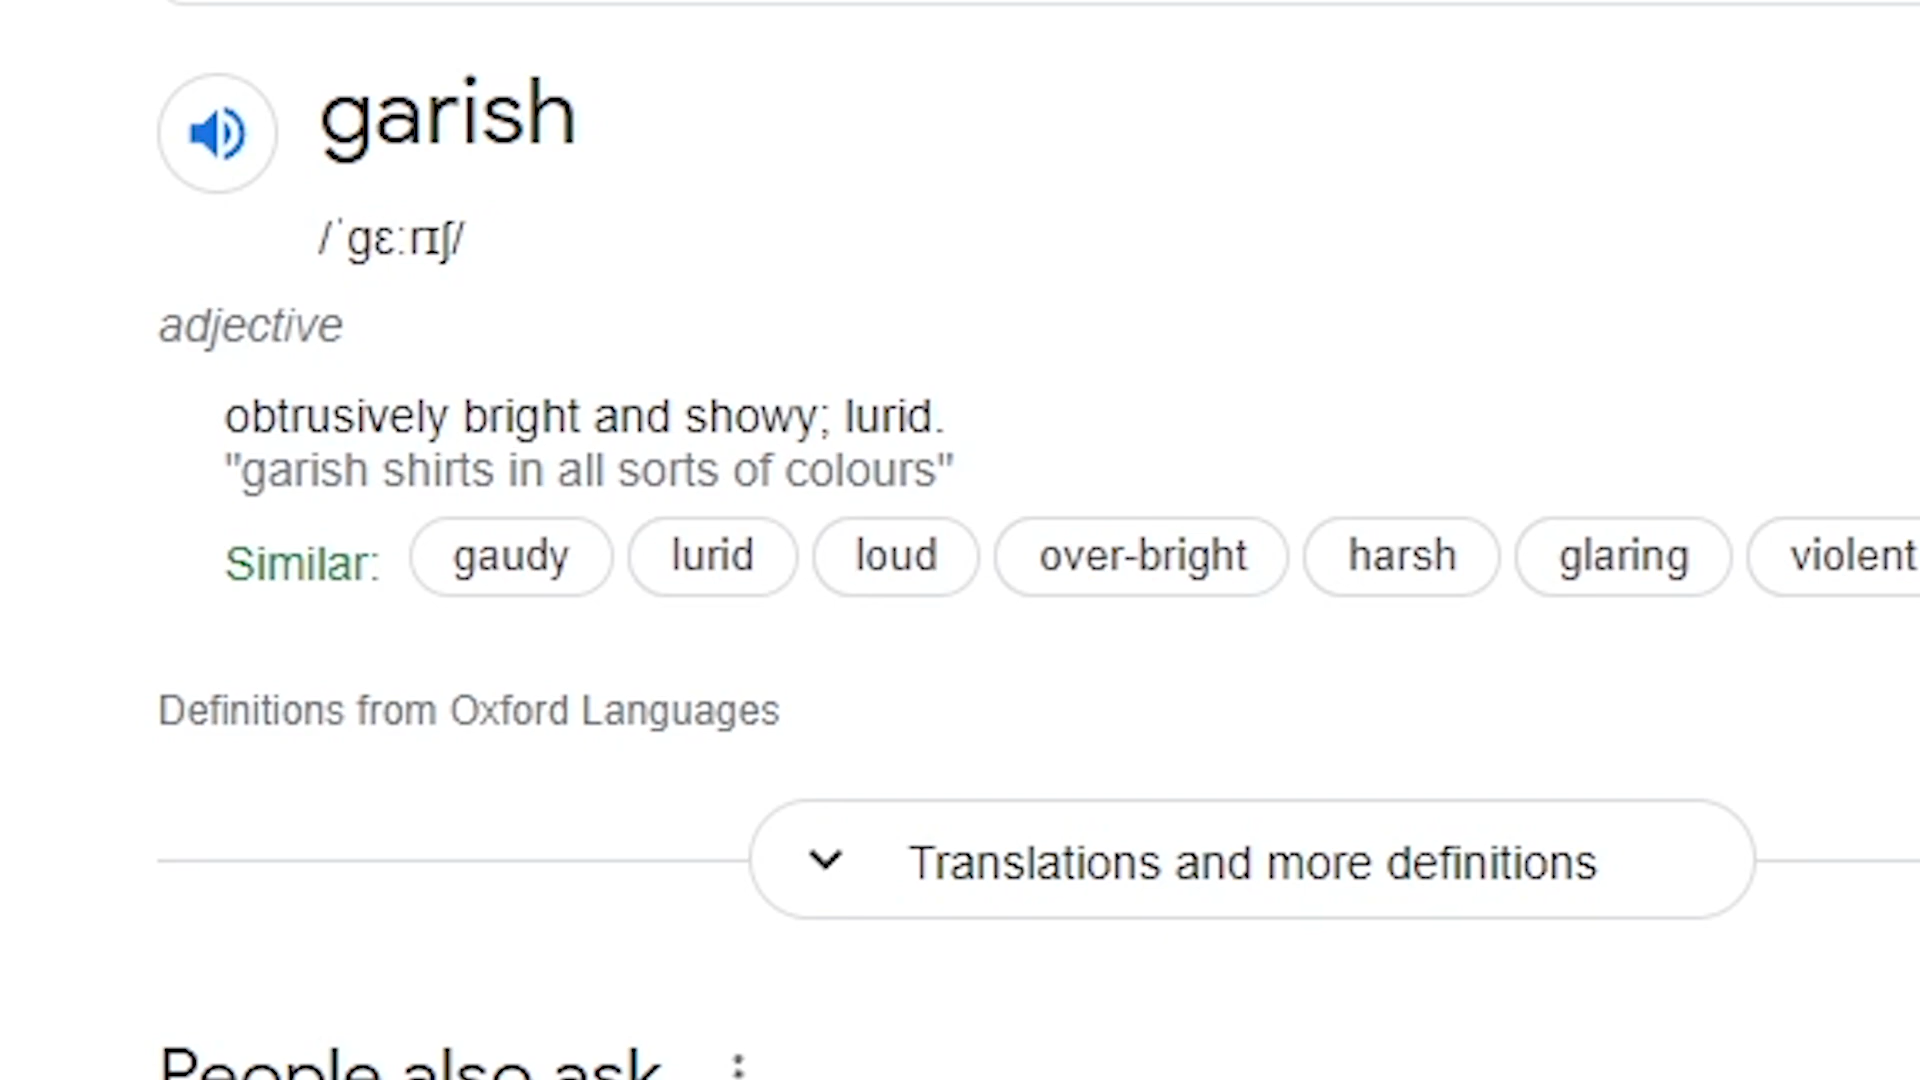 garish
/ˈɡɛːrɪʃ/
adjective
obtrusively bright and showy; lurid.
"garish shirts in all sorts of colours"
Similar: gaudy lurid loud over-bright harsh glaring violent
Definitions from Oxford Languages
Translations and more definitions
People also ask